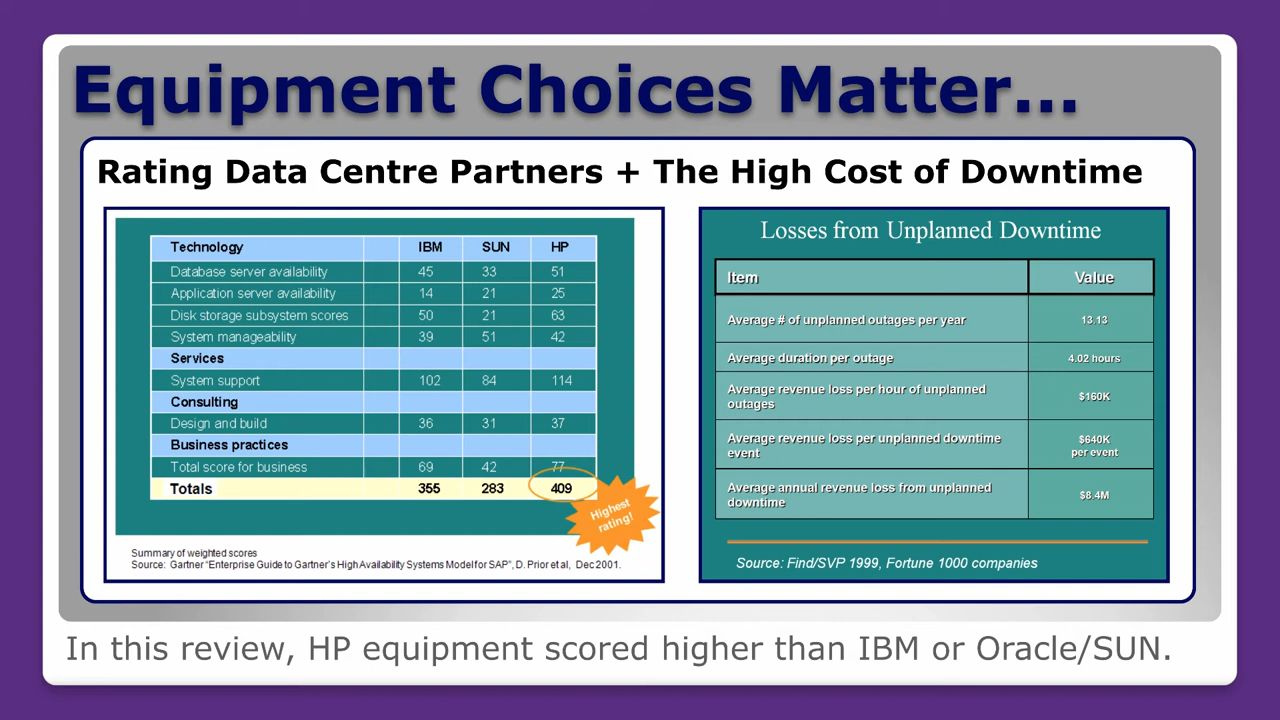 Equipment Choices Matter...
Rating Data Centre Partners + The High Cost of Downtime
Technology IBM SUN HP
Database server availability 45 33 51
Application server availability 14 21 25
Disk storage subsystem scores 50 21 63
System manageability 39 51 42
Services
System support 102 84 114
Consulting
Design and build 36 31 37
Business practices
Total score for business 69 42 77
Totals 355 283 409
Highest
rating!
Summary of weighted scores
Source: Gartner "Enterprise Guide to Gartner's High Availability Systems Model for SAP", D. Prior et al, Dec 2001.
Losses from Unplanned Downtime
Item Value
Average # of unplanned outages per year 13.13
Average duration per outage 4.02 hours
Average revenue loss per hour of unplanned
outages $160K
Average revenue loss per unplanned downtime
event $640K
per event
Average annual revenue loss from unplanned
downtime $8.4M
Source: Find/SVP 1999, Fortune 1000 companies
In this review, HP equipment scored higher than IBM or Oracle/SUN.